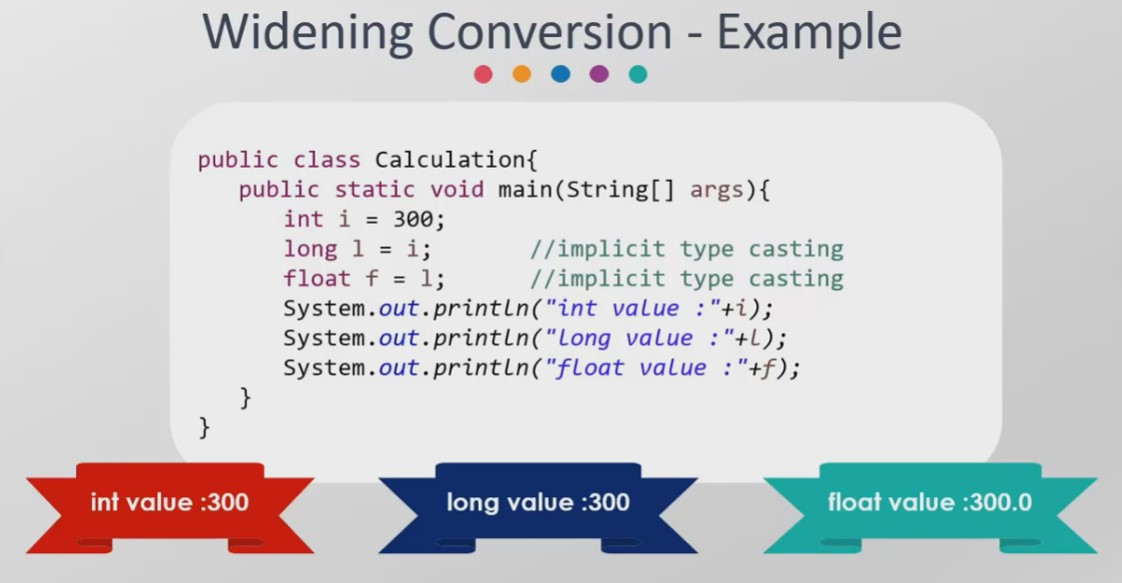 Widening Conversion - Example
public class Calculation{
public static void main(String[] args){
int i = 300;
long l = i; //implicit type casting
float f = l; //implicit type casting
System.out.println("int value :"+i);
System.out.println("long value :"+l);
System.out.println("float value :"+f);
}
}
int value :300
long value :300
float value :300.0